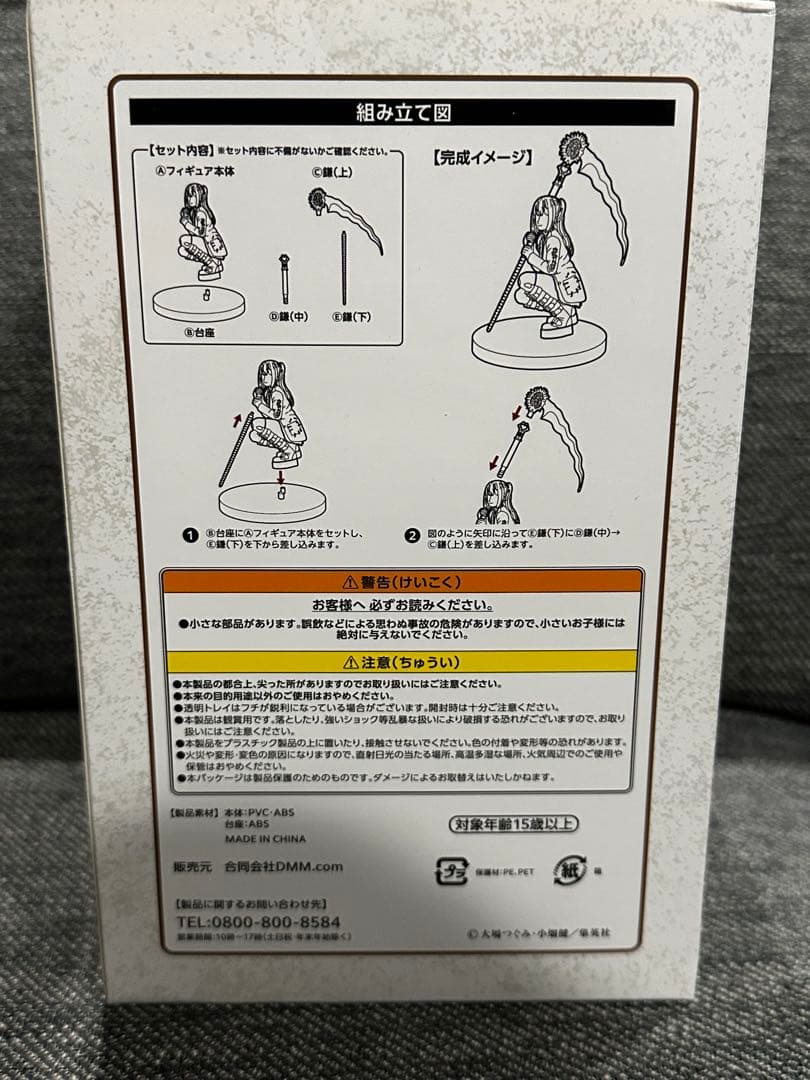 組み立て図
【セット内容】※セット内容に不備がないかご確認ください。
Ⓐフィギュア本体
Ⓒ鎌(上)
Ⓑ台座
Ⓓ鎌(中)
Ⓔ鎌(下)
【完成イメージ】
❶ Ⓑ台座にⒶフィギュア本体をセットし、
Ⓔ鎌(下)を下から差し込みます。
❷ 図のように矢印に沿ってⒺ鎌(下)にⒹ鎌(中)→
Ⓒ鎌(上)を差し込みます。
⚠警告(けいこく)
お客様へ 必ずお読みください。
●小さな部品があります。誤飲などによる思わぬ事故の危険がありますので、小さいお子様には
絶対に与えないでください。
⚠注意(ちゅうい)
●本製品の都合上、尖った所がありますのでお取り扱いにはご注意ください。
●本来の目的用途以外のご使用はおやめください。
●透明トレイはフチが鋭利になっている場合がございます。開封時は十分ご注意ください。
●本製品は観賞用です。落としたり、強いショック等乱暴な扱いにより破損する恐れがございますので、お取り
扱いにはご注意ください。
●本製品をプラスチック製品の上に置いたり、接触させないでください。色の付着や変形等の恐れがあります。
●火災や変形・変色の原因になりますので、直射日光の当たる場所、高温多湿な場所、火気周辺でのご使用や
保管はおやめください。
●本パッケージは製品保護のためのものです。ダメージによるお取替えはいたしかねます。
【製品素材】本体:PVC・ABS
台座:ABS
MADE IN CHINA
対象年齢15歳以上
販売元 合同会社DMM.com
プラ
保護材:PE、PET
紙
箱
【製品に関するお問い合わせ先】
TEL:0800-800-8584
営業時間:10時〜17時(土日祝・年末年始除く)
©大場つぐみ・小畑健/集英社